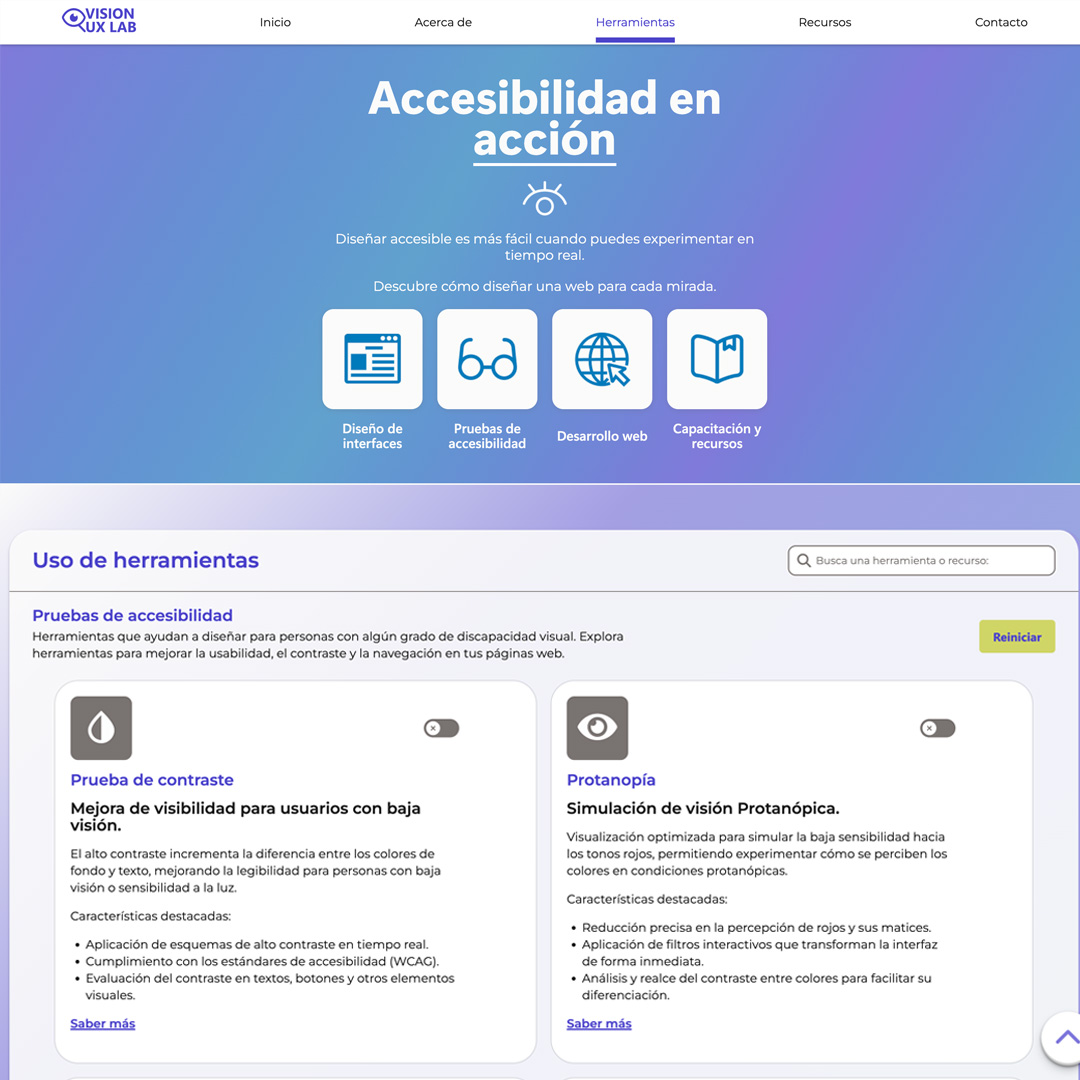 VISION
UX LAB
Inicio
Acerca de
Herramientas
Recursos
Contacto
Accesibilidad en
acción
Diseñar accesible es más fácil cuando puedes experimentar en
tiempo real.
Descubre cómo diseñar una web para cada mirada.
Diseño de
interfaces
Pruebas de
accesibilidad
Desarrollo web
Capacitación y
recursos
Uso de herramientas
Busca una herramienta o recurso:
Pruebas de accesibilidad
Herramientas que ayudan a diseñar para personas con algún grado de discapacidad visual. Explora
herramientas para mejorar la usabilidad, el contraste y la navegación en tus páginas web.
Reiniciar
Prueba de contraste
Mejora de visibilidad para usuarios con baja
visión.
El alto contraste incrementa la diferencia entre los colores de
fondo y texto, mejorando la legibilidad para personas con baja
visión o sensibilidad a la luz.
Características destacadas:
• Aplicación de esquemas de alto contraste en tiempo real.
• Cumplimiento con los estándares de accesibilidad (WCAG).
• Evaluación del contraste en textos, botones y otros elementos
visuales.
Saber más
Protanopía
Simulación de visión Protanópica.
Visualización optimizada para simular la baja sensibilidad hacia
los tonos rojos, permitiendo experimentar cómo se perciben los
colores en condiciones protanópicas.
Características destacadas:
• Reducción precisa en la percepción de rojos y sus matices.
• Aplicación de filtros interactivos que transforman la interfaz
de forma inmediata.
• Análisis y realce del contraste entre colores para facilitar su
diferenciación.
Saber más